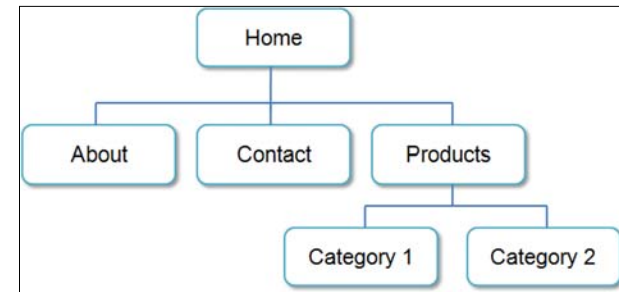 Home
About
Contact
Products
Category 1
Category 2